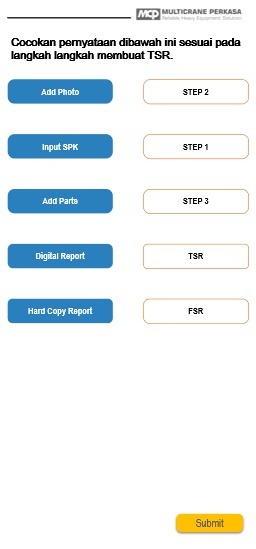 MCP MULTICRANE PERKASA
Reliable Heavy Equipment Solution
Cocokan pernyataan dibawah ini sesuai pada
langkah langkah membuat TSR.
Add Photo STEP 2
Input SPK STEP 1
Add Parts STEP 3
Digital Report TSR
Hard Copy Report FSR
Submit